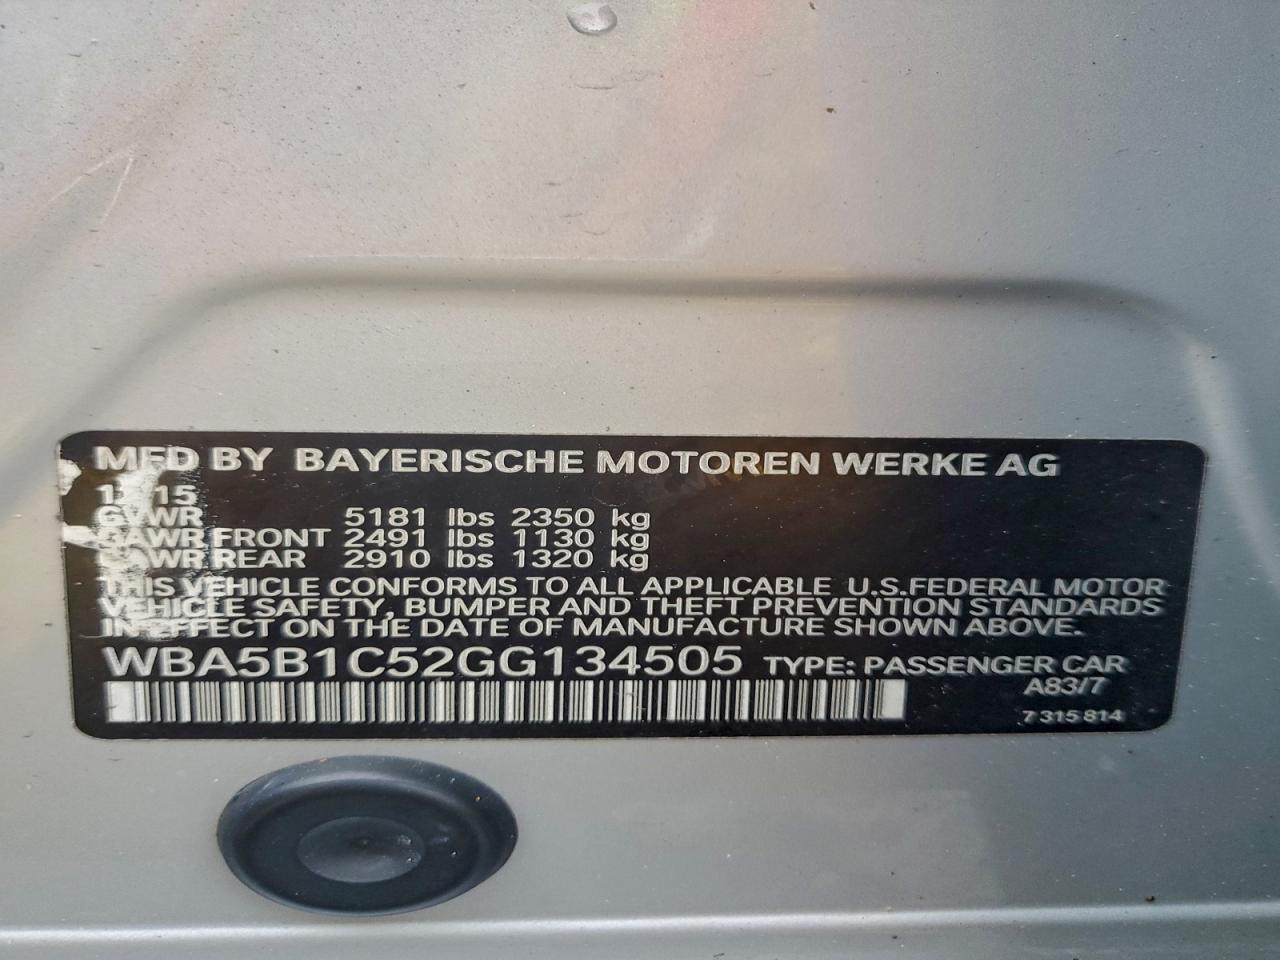 MFD BY BAYERISCHE MOTOREN WERKE AG
GVWR 5181 lbs 2350 kg
GAWR FRONT 2491 lbs 1130 kg
GAWR REAR 2910 lbs 1320 kg
THIS VEHICLE CONFORMS TO ALL APPLICABLE U.S.FEDERAL MOTOR
VEHICLE SAFETY, BUMPER AND THEFT PREVENTION STANDARDS
IN EFFECT ON THE DATE OF MANUFACTURE SHOWN ABOVE.
WBA5B1C52GG134505 TYPE: PASSENGER CAR
A83/7
7 315 814